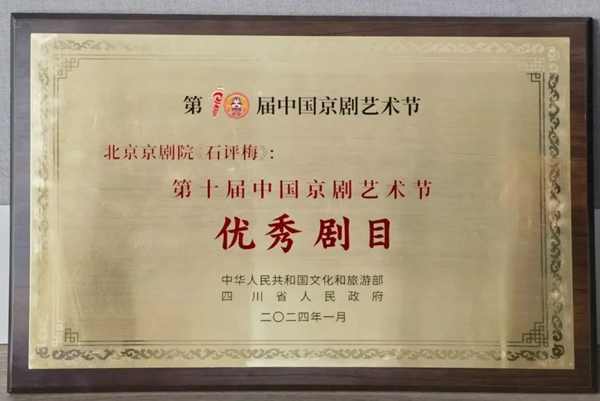 第10届中国京剧艺术节
北京京剧院《石评梅》:
第十届中国京剧艺术节
优秀剧目
中华人民共和国文化和旅游部
四川省人民政府
二〇二四年一月